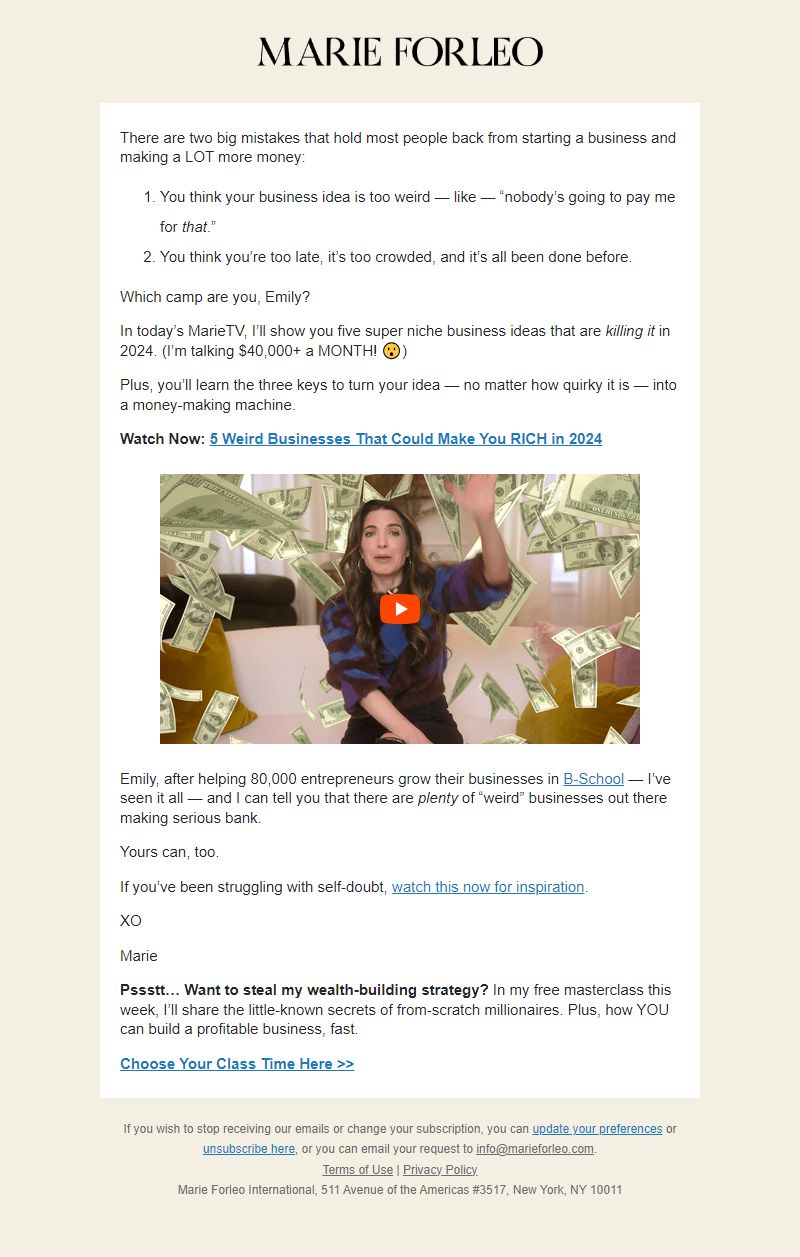 MARIE FORLEO
There are two big mistakes that hold most people back from starting a business and
making a LOT more money:
1. You think your business idea is too weird — like — “nobody’s going to pay me
for that.”
2. You think you’re too late, it’s too crowded, and it’s all been done before.
Which camp are you, Emily?
In today’s MarieTV, I’ll show you five super niche business ideas that are killing it in
2024. (I’m talking $40,000+ a MONTH! 😮)
Plus, you’ll learn the three keys to turn your idea — no matter how quirky it is — into
a money-making machine.
Watch Now: 5 Weird Businesses That Could Make You RICH in 2024
Emily, after helping 80,000 entrepreneurs grow their businesses in B-School — I’ve
seen it all — and I can tell you that there are plenty of “weird” businesses out there
making serious bank.
Yours can, too.
If you’ve been struggling with self-doubt, watch this now for inspiration.
XO
Marie
Pssstt… Want to steal my wealth-building strategy? In my free masterclass this
week, I’ll share the little-known secrets of from-scratch millionaires. Plus, how YOU
can build a profitable business, fast.
Choose Your Class Time Here >>
If you wish to stop receiving our emails or change your subscription, you can update your preferences or
unsubscribe here, or you can email your request to info@marieforleo.com.
Terms of Use | Privacy Policy
Marie Forleo International, 511 Avenue of the Americas #3517, New York, NY 10011